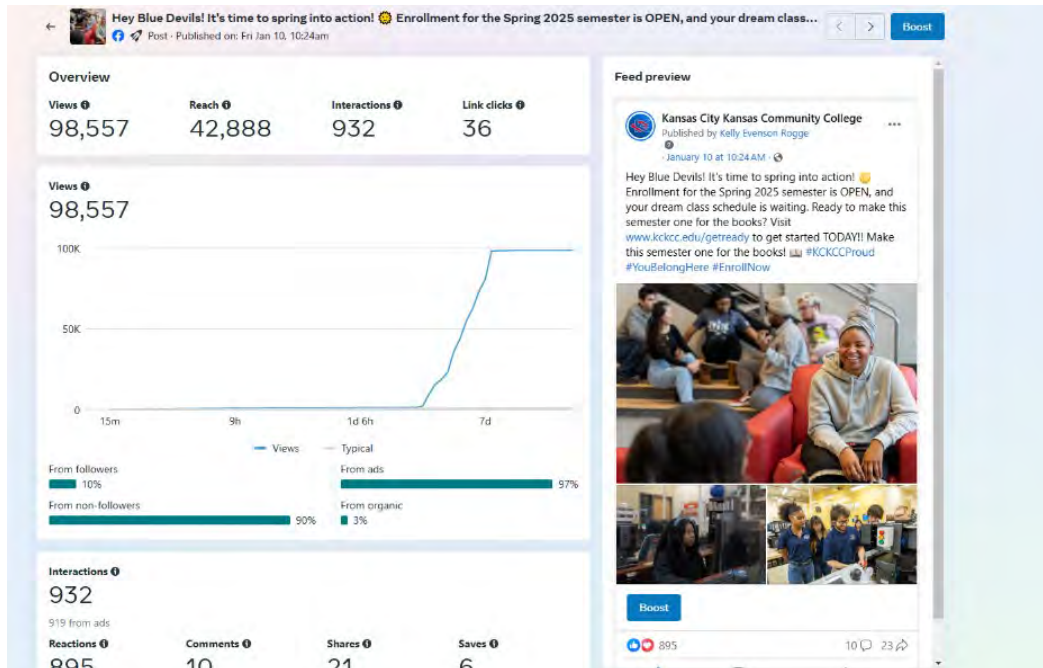 Hey Blue Devils! It's time to spring into action! 🌞 Enrollment for the Spring 2025 semester is OPEN, and your dream class...
Post · Published on: Fri Jan 10, 10:24am
Boost
Overview
Views
Reach
Interactions
Link clicks
98,557
42,888
932
36
Views
98,557
100K
50K
0
15m
9h
1d 6h
7d
Views
Typical
From followers
10%
From non-followers
90%
From ads
97%
From organic
3%
Interactions
932
919 from ads
Reactions
Comments
Shares
Saves
895
10
21
6
Feed preview
Kansas City Kansas Community College
Published by Kelly Evenson Rogge
· January 10 at 10:24 AM ·
Hey Blue Devils! It's time to spring into action! 🌞
Enrollment for the Spring 2025 semester is OPEN, and
your dream class schedule is waiting. Ready to make this
semester one for the books? Visit
www.kckcc.edu/getready to get started TODAY!! Make
this semester one for the books! 📖 #KCKCCProud
#YouBelongHere #EnrollNow
Boost
895
10
23